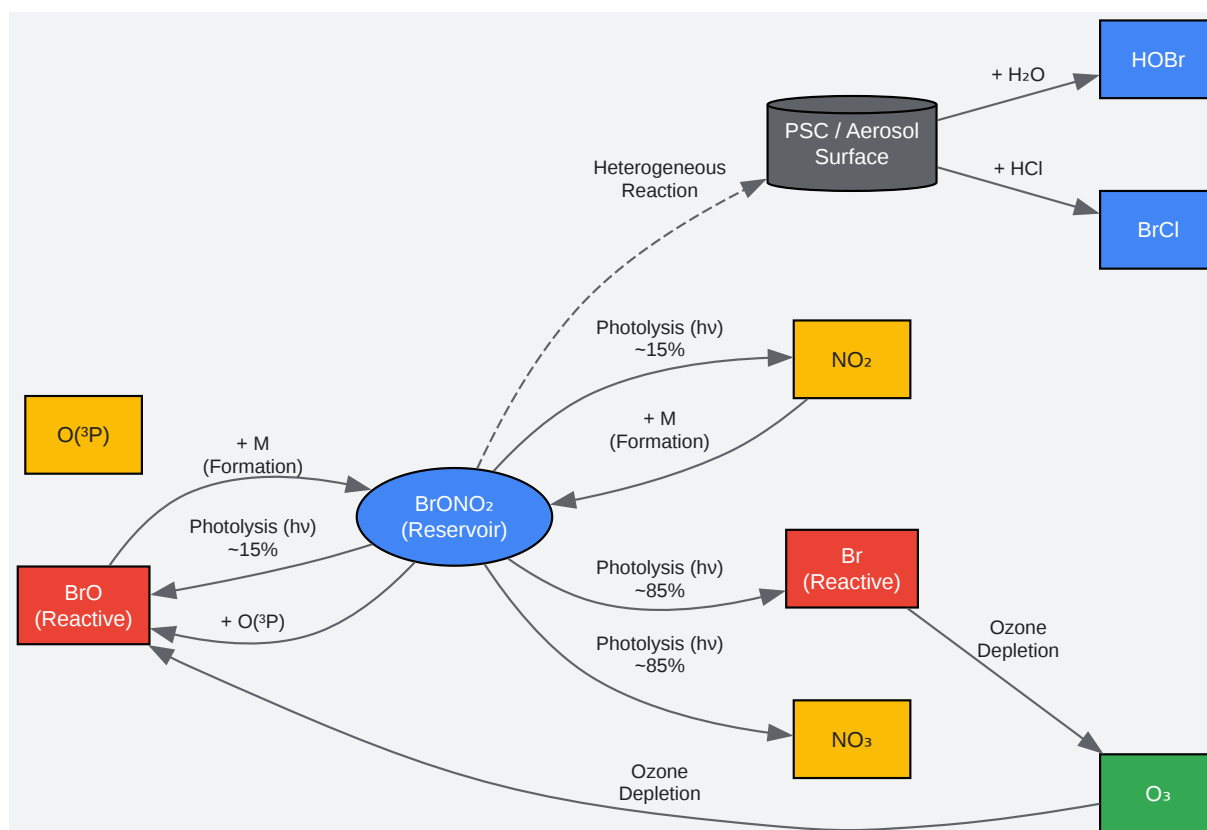 HOBr
+ H₂O
PSC / Aerosol
Surface
Heterogeneous
Reaction
+ HCl
BrCl
Photolysis (hν)
~15%
NO₂
O(³P)
+ M
(Formation)
+ M
(Formation)
BrONO₂
(Reservoir)
Photolysis (hν)
~15%
Br
(Reactive)
BrO
(Reactive)
Photolysis (hν)
~85%
+ O(³P)
Ozone
Depletion
Photolysis (hν)
~85%
NO₃
Ozone
Depletion
O₃